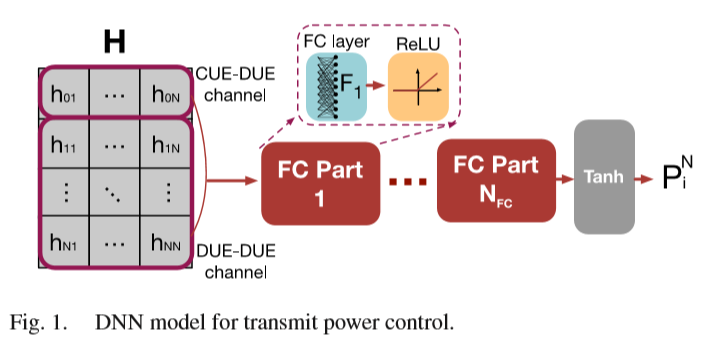 H
h01 ... h0N
h11 ... h1N
⋮ ⋱ ⋮
hN1 ... hNN
CUE-DUE
channel
DUE-DUE
channel
FC layer ReLU
F1
FC Part
1
...
FC Part
NFC
Tanh
PiN
Fig. 1. DNN model for transmit power control.